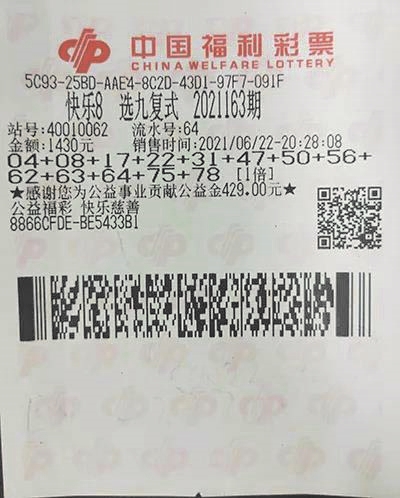 中国福利彩票
CHINA WELFARE LOTTERY
5C93-25BD-AAE4-8C2D-43D1-97F7-091F
快乐8 选九复式 2021163期
站号:40010062 流水号:64
金额:1430元 销售时间:2021/06/22-20:28:08
04+08+17+22+31+47+50+56+
62+63+64+75+78 [1倍]
★感谢您为公益事业贡献公益金429.00元★
公益福彩 快乐慈善
8866CFDE-BE5433B1